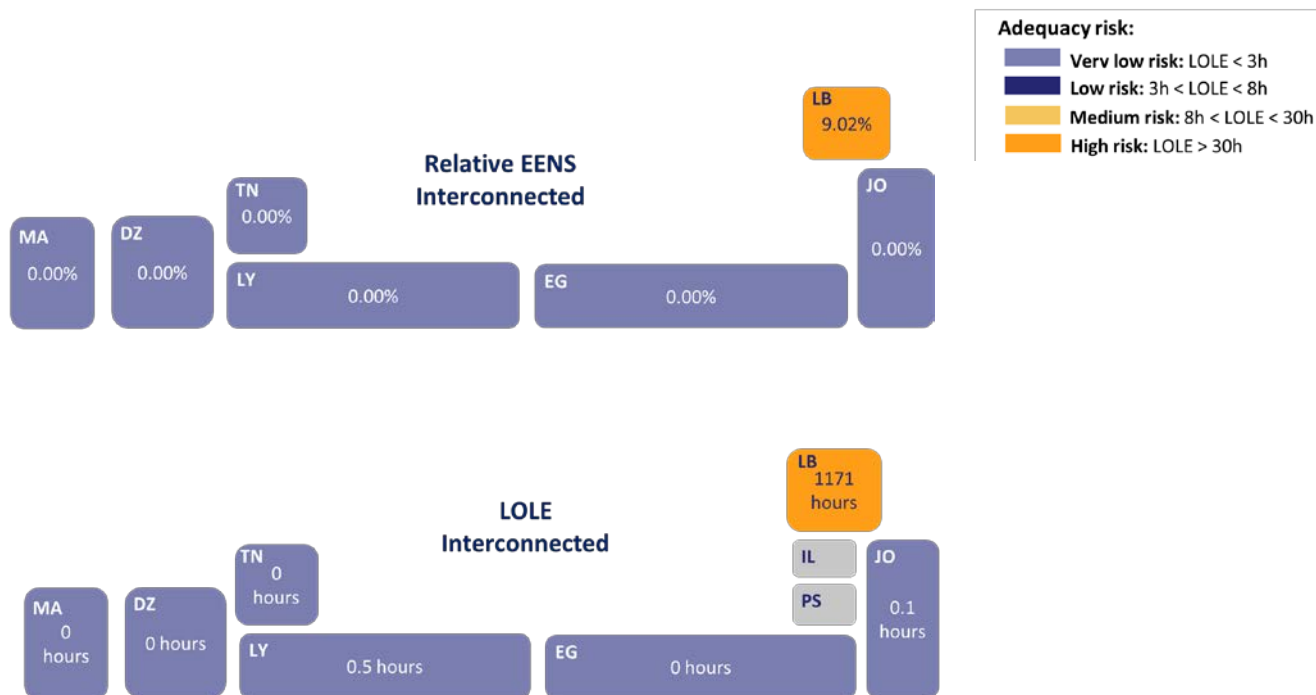 Adequacy risk:
Verv low risk: LOLE < 3h
Low risk: 3h < LOLE < 8h
Medium risk: 8h < LOLE < 30h
High risk: LOLE > 30h
Relative EENS
Interconnected
MA
0.00%
DZ
0.00%
TN
0.00%
LY
0.00%
EG
0.00%
LB
9.02%
JO
0.00%
LOLE
Interconnected
MA
0
hours
DZ
0 hours
TN
0
hours
LY
0.5 hours
EG
0 hours
LB
1171
hours
IL
PS
JO
0.1
hours